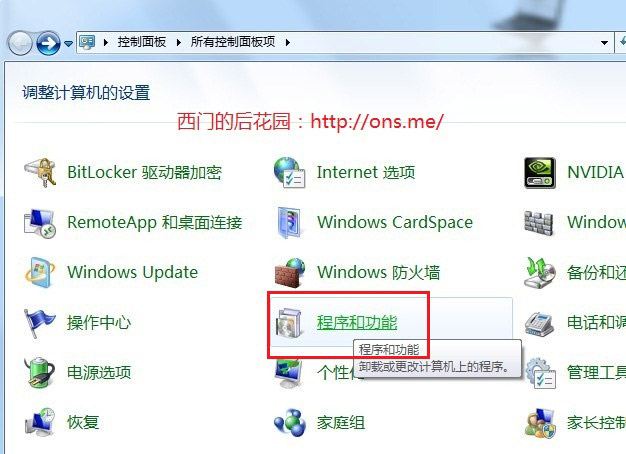 控制面板 所有控制面板项
调整计算机的设置
西门的后花园：http://ons.me/
BitLocker 驱动器加密
Internet 选项
NVIDIA
RemoteApp 和桌面连接
Windows CardSpace
Window
Windows Update
Windows 防火墙
备份和还
操作中心
程序和功能
电话和调
程序和功能
卸载或更改计算机上的程序。
电源选项
个性
管理工具
恢复
家庭组
家长控制